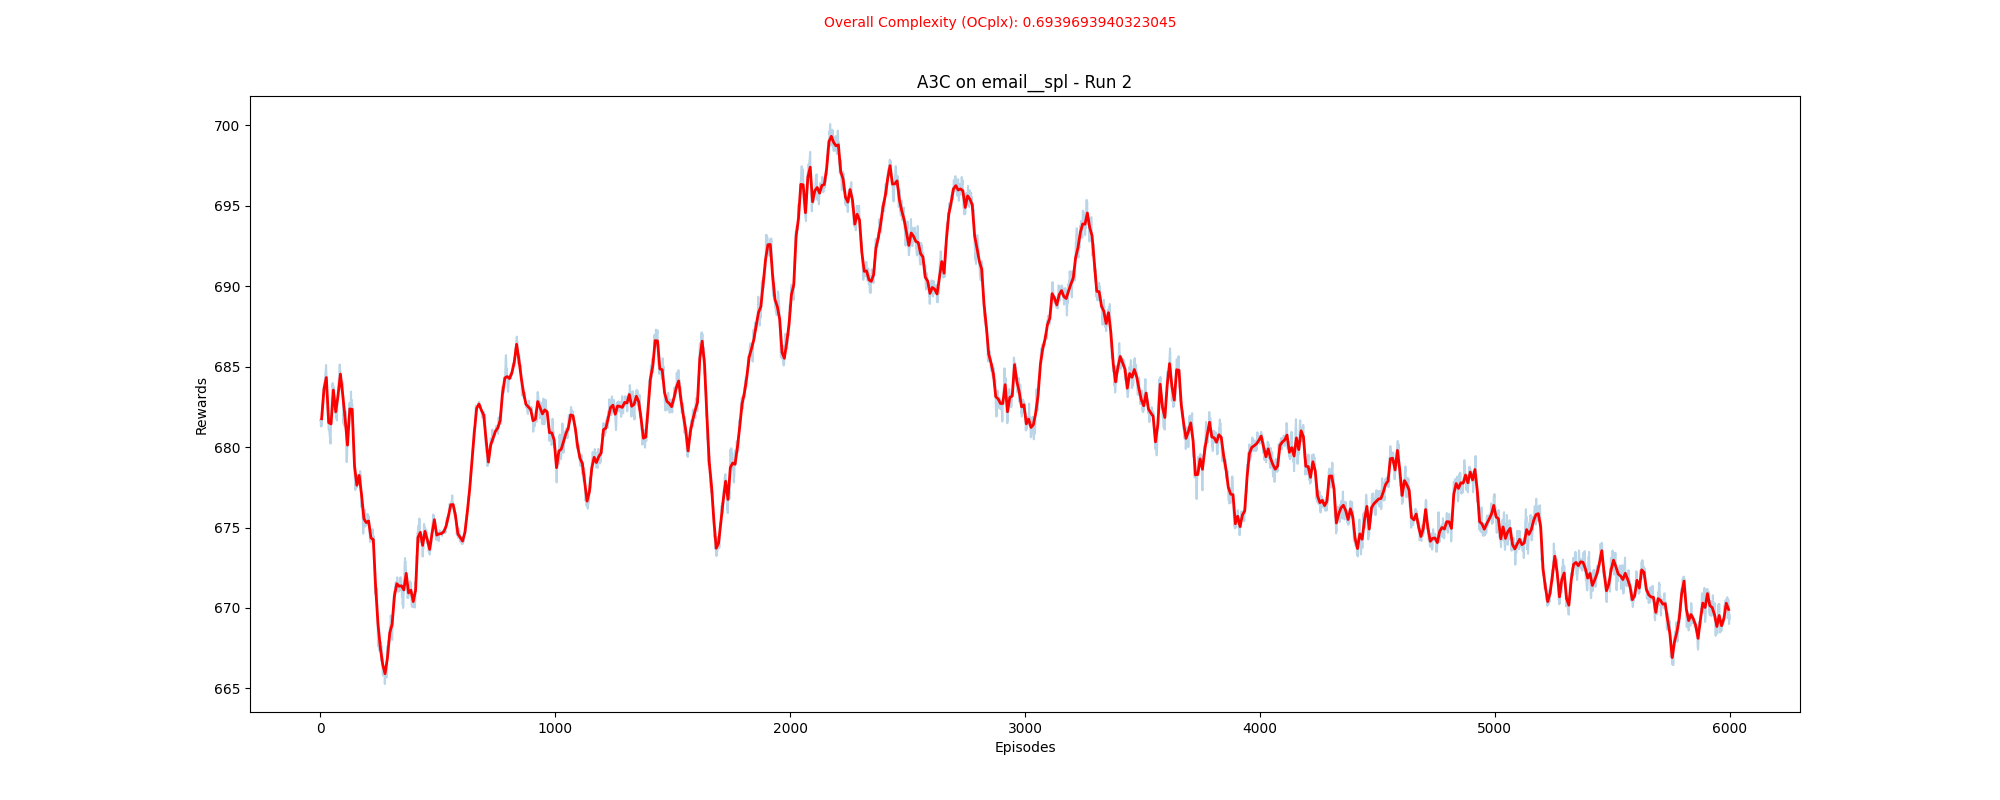 Overall Complexity (OCplx): 0.6939693940323045
A3C on email__spl - Run 2
Rewards
700
695
690
685
680
675
670
665
0 1000 2000 3000 4000 5000 6000
Episodes